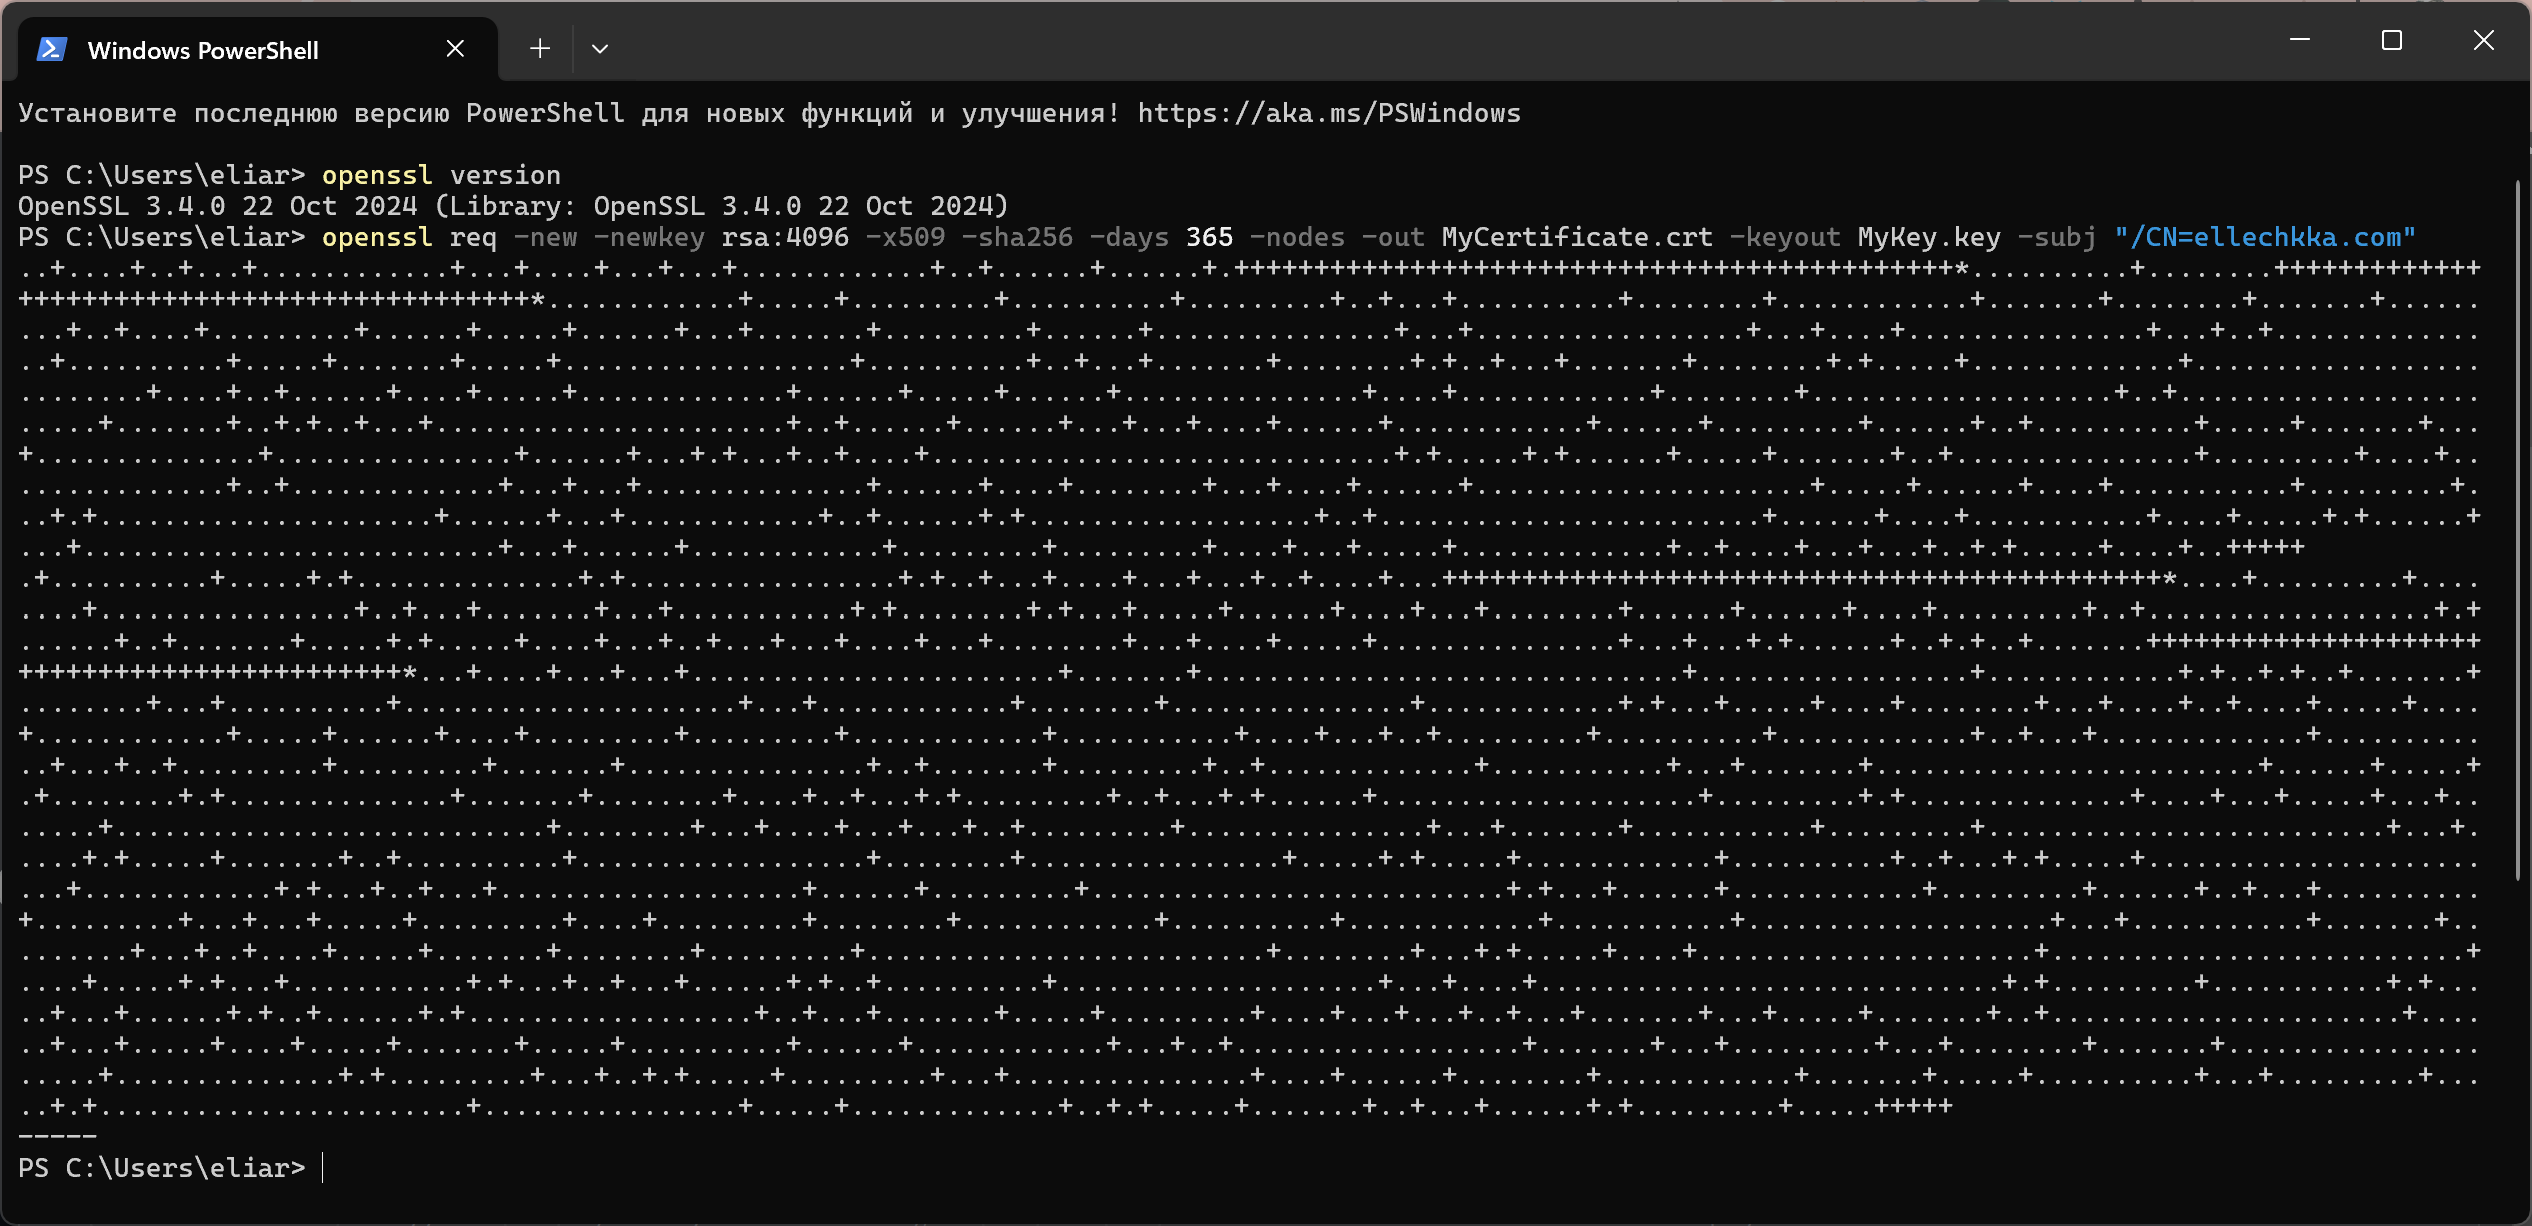 Windows PowerShell
Установите последнюю версию PowerShell для новых функций и улучшения! https://aka.ms/PSWindows
PS C:\Users\eliar> openssl version
OpenSSL 3.4.0 22 Oct 2024 (Library: OpenSSL 3.4.0 22 Oct 2024)
PS C:\Users\eliar> openssl req -new -newkey rsa:4096 -x509 -sha256 -days 365 -nodes -out MyCertificate.crt -keyout MyKey.key -subj "/CN=ellechkka.com"
-----
PS C:\Users\eliar>